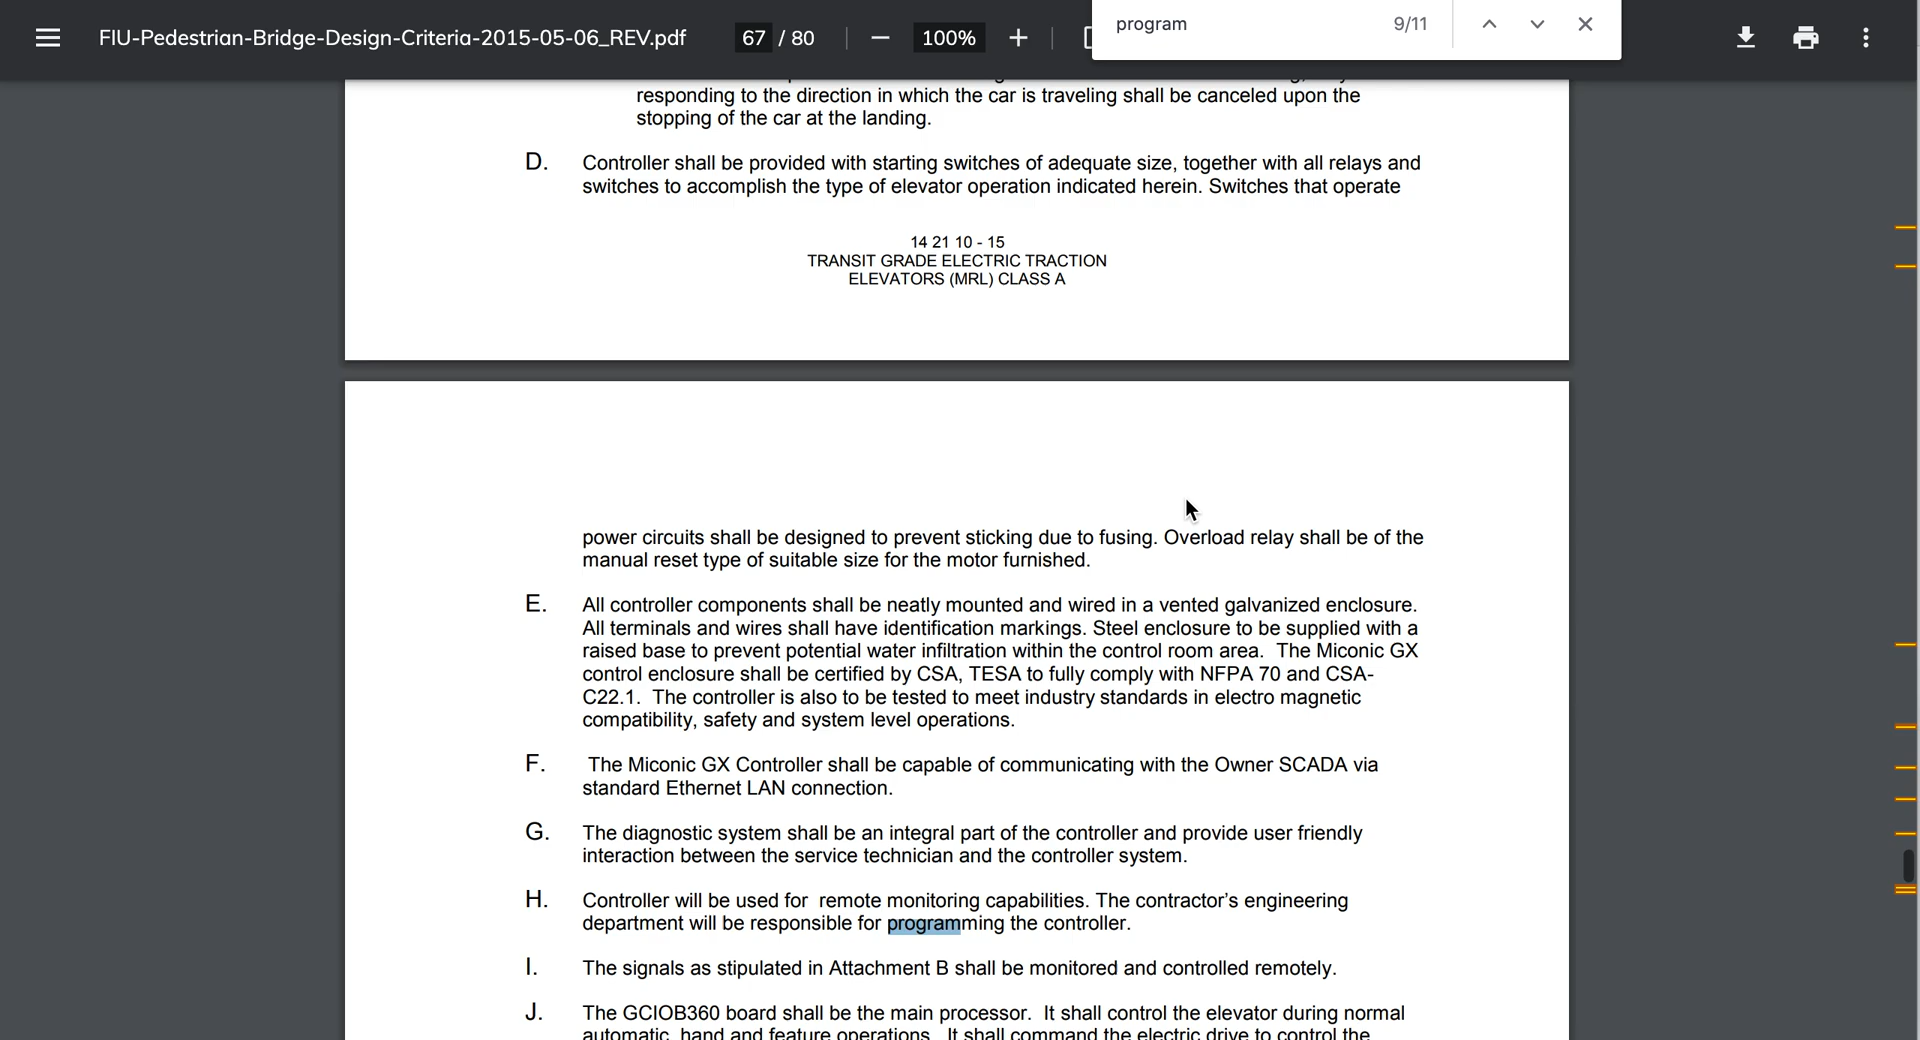 FIU-Pedestrian-Bridge-Design-Criteria-2015-05-06_REV.pdf 67 / 80 100% program 9/11
responding to the direction in which the car is traveling shall be canceled upon the
stopping of the car at the landing.
D. Controller shall be provided with starting switches of adequate size, together with all relays and
switches to accomplish the type of elevator operation indicated herein. Switches that operate
14 21 10 - 15
TRANSIT GRADE ELECTRIC TRACTION
ELEVATORS (MRL) CLASS A
power circuits shall be designed to prevent sticking due to fusing. Overload relay shall be of the
manual reset type of suitable size for the motor furnished.
E. All controller components shall be neatly mounted and wired in a vented galvanized enclosure.
All terminals and wires shall have identification markings. Steel enclosure to be supplied with a
raised base to prevent potential water infiltration within the control room area. The Miconic GX
control enclosure shall be certified by CSA, TESA to fully comply with NFPA 70 and CSA-
C22.1. The controller is also to be tested to meet industry standards in electro magnetic
compatibility, safety and system level operations.
F. The Miconic GX Controller shall be capable of communicating with the Owner SCADA via
standard Ethernet LAN connection.
G. The diagnostic system shall be an integral part of the controller and provide user friendly
interaction between the service technician and the controller system.
H. Controller will be used for remote monitoring capabilities. The contractor's engineering
department will be responsible for programming the controller.
I. The signals as stipulated in Attachment B shall be monitored and controlled remotely.
J. The GCIOB360 board shall be the main processor. It shall control the elevator during normal
automatic, hand and feature operations. It shall command the electric drive to control the